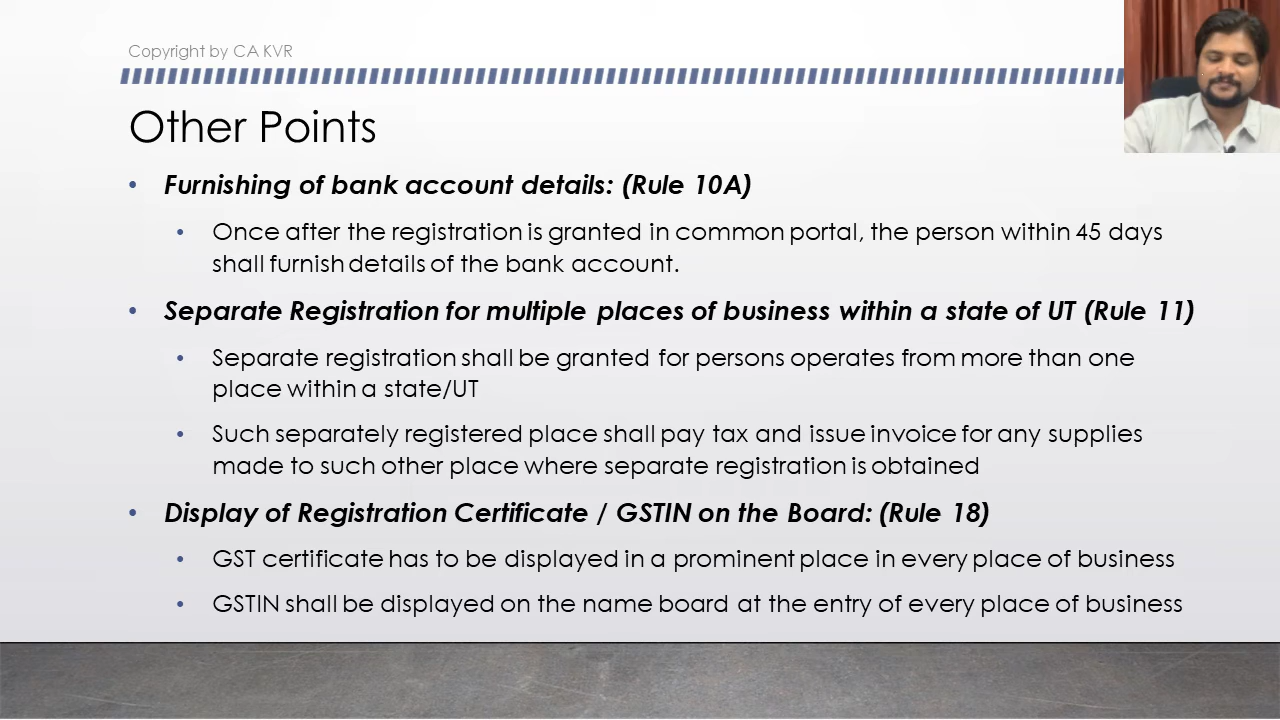 Copyright by CA KVR
Other Points
• Furnishing of bank account details: (Rule 10A)
• Once after the registration is granted in common portal, the person within 45 days
shall furnish details of the bank account.
• Separate Registration for multiple places of business within a state of UT (Rule 11)
• Separate registration shall be granted for persons operates from more than one
place within a state/UT
• Such separately registered place shall pay tax and issue invoice for any supplies
made to such other place where separate registration is obtained
• Display of Registration Certificate / GSTIN on the Board: (Rule 18)
• GST certificate has to be displayed in a prominent place in every place of business
• GSTIN shall be displayed on the name board at the entry of every place of business